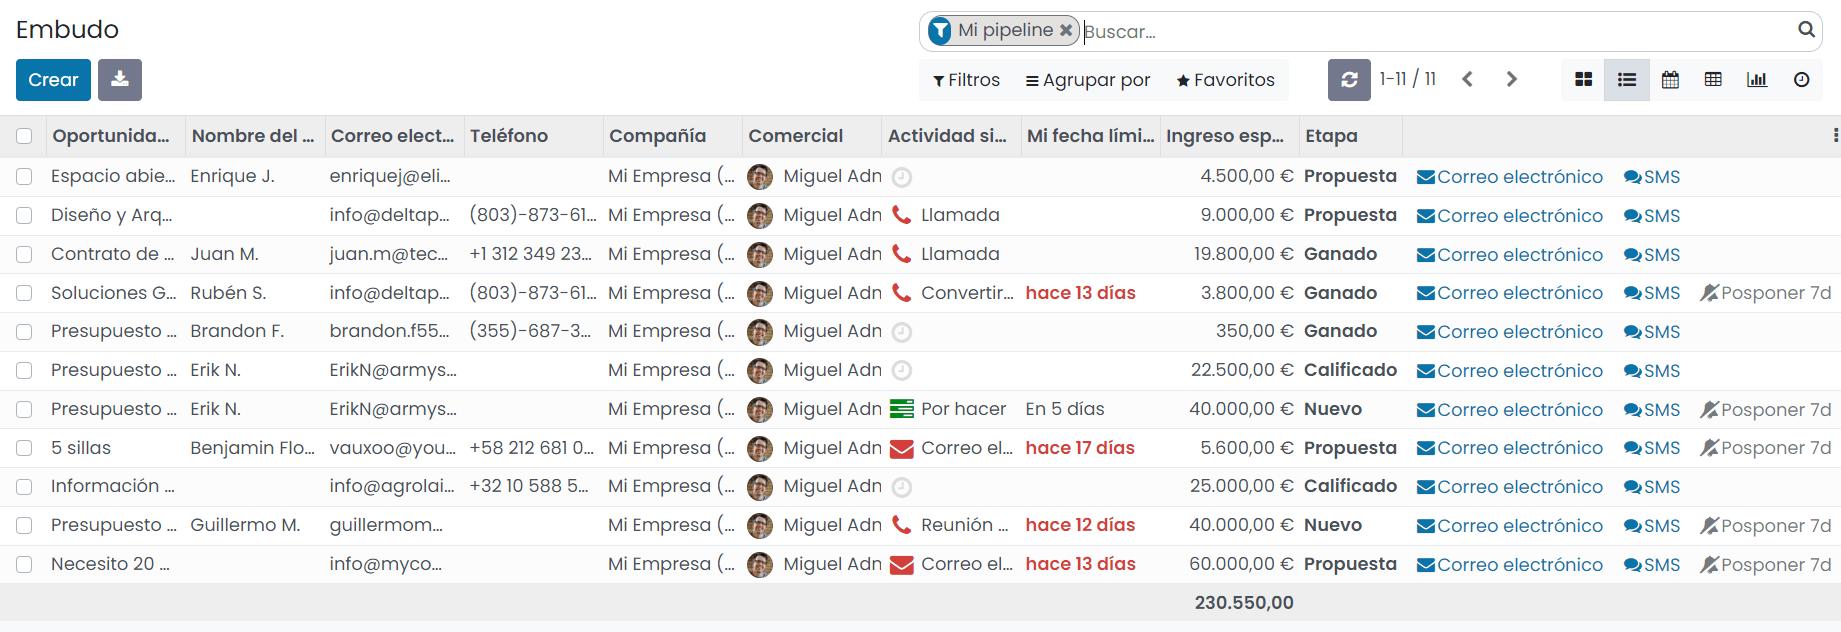 Embudo
Mi pipeline ✖ Buscar...
Crear
Filtros Agrupar por Favoritos 1-11 / 11
Oportunida... Nombre del ... Correo elect... Teléfono Compañía Comercial Actividad si... Mi fecha lími... Ingreso esp... Etapa
Espacio abie... Enrique J. enriquej@eli... Mi Empresa (... Miguel Adn 4.500,00 € Propuesta Correo electrónico SMS
Diseño y Arq... info@deltap... (803)-873-61... Mi Empresa (... Miguel Adn Llamada 9.000,00 € Propuesta Correo electrónico SMS
Contrato de ... Juan M. juan.m@tec... +1 312 349 23... Mi Empresa (... Miguel Adn Llamada 19.800,00 € Ganado Correo electrónico SMS
Soluciones G... Rubén S. info@deltap... (803)-873-61... Mi Empresa (... Miguel Adn Convertir... hace 13 días 3.800,00 € Ganado Correo electrónico SMS Posponer 7d
Presupuesto ... Brandon F. brandon.f55... (355)-687-3... Mi Empresa (... Miguel Adn 350,00 € Ganado Correo electrónico SMS
Presupuesto ... Erik N. ErikN@armys... Mi Empresa (... Miguel Adn 22.500,00 € Calificado Correo electrónico SMS
Presupuesto ... Erik N. ErikN@armys... Mi Empresa (... Miguel Adn Por hacer En 5 días 40.000,00 € Nuevo Correo electrónico SMS Posponer 7d
5 sillas Benjamin Flo... vauxoo@you... +58 212 681 0... Mi Empresa (... Miguel Adn Correo el... hace 17 días 5.600,00 € Propuesta Correo electrónico SMS Posponer 7d
Información ... info@agrolai... +32 10 588 5... Mi Empresa (... Miguel Adn 25.000,00 € Calificado Correo electrónico SMS
Presupuesto ... Guillermo M. guillermom... Mi Empresa (... Miguel Adn Reunión ... hace 12 días 40.000,00 € Nuevo Correo electrónico SMS Posponer 7d
Necesito 20 ... info@myco... Mi Empresa (... Miguel Adn Correo el... hace 13 días 60.000,00 € Propuesta Correo electrónico SMS Posponer 7d
230.550,00